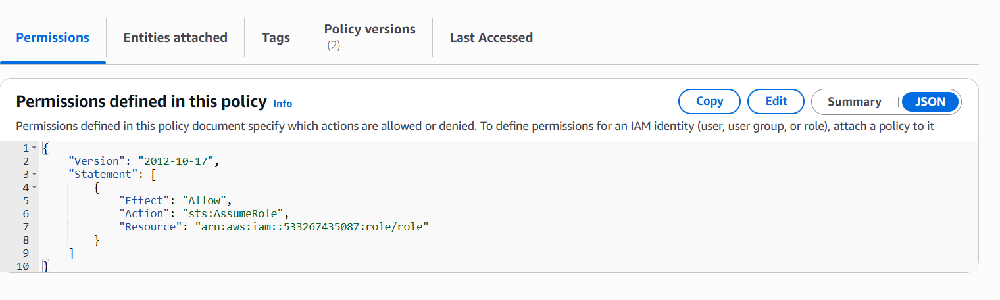 Permissions
Entities attached
Tags
Policy versions
(2)
Last Accessed
Permissions defined in this policy Info
Copy
Edit
Summary
JSON
Permissions defined in this policy document specify which actions are allowed or denied. To define permissions for an IAM identity (user, user group, or role), attach a policy to it
1 {
2     "Version": "2012-10-17",
3     "Statement": [
4         {
5             "Effect": "Allow",
6             "Action": "sts:AssumeRole",
7             "Resource": "arn:aws:iam::533267435087:role/role"
8         }
9     ]
10 }